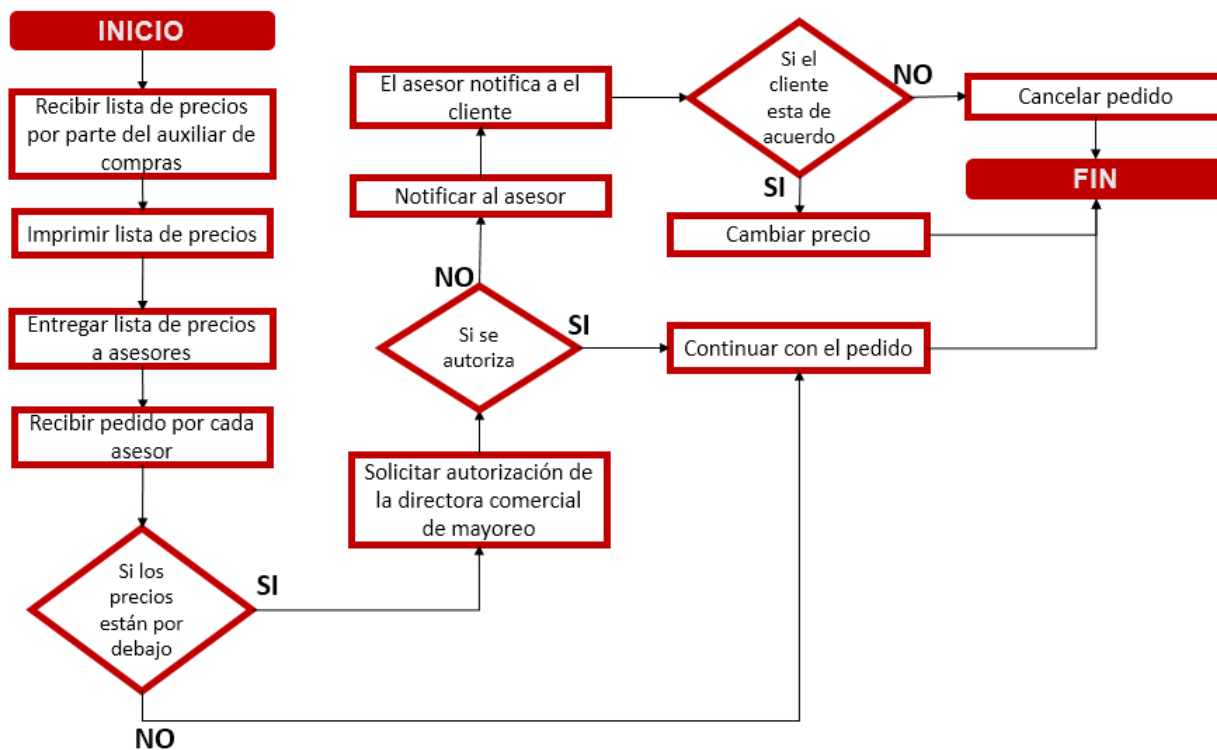 INICIO
Recibir lista de precios
por parte del auxiliar de
compras
Imprimir lista de precios
Entregar lista de precios
a asesores
Recibir pedido por cada
asesor
Si los
precios
están por
debajo
SI
NO
Solicitar autorización de
la directora comercial
de mayoreo
Si se
autoriza
NO
SI
Notificar al asesor
El asesor notifica a el
cliente
Si el
cliente
esta de
acuerdo
NO
SI
Cancelar pedido
Cambiar precio
Continuar con el pedido
FIN